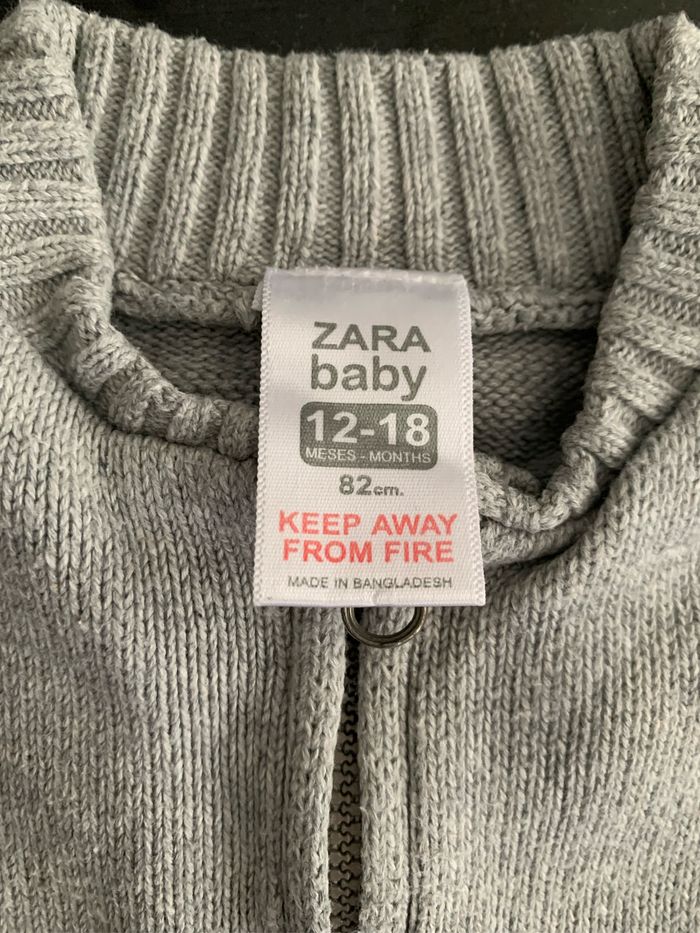 ZARA
baby
12-18
MESES - MONTHS
82cm.
KEEP AWAY
FROM FIRE
MADE IN BANGLADESH